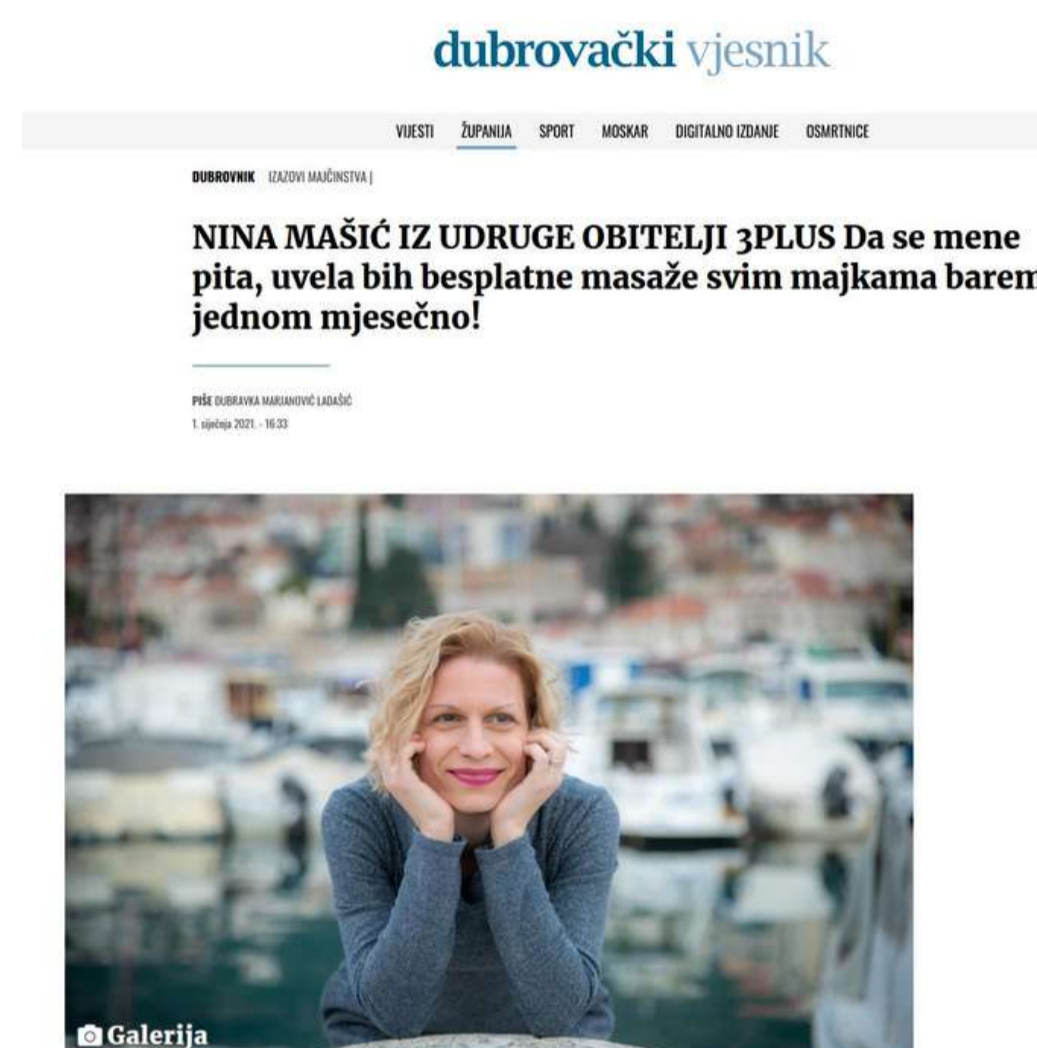 dubrovački vjesnik
VIJESTI ŽUPANIJA SPORT MOSKAR DIGITALNO IZDANJE OSMRTNICE
DUBROVNIK IZAZOVI MAJČINSTVA |
NINA MAŠIĆ IZ UDRUGE OBITELJI 3PLUS Da se mene
pita, uvela bih besplatne masaže svim majkama barem
jednom mjesečno!
PIŠE DUBRAVKA MARJANOVIĆ LADAŠIĆ
1. siječnja 2021. - 16:33
Galerija